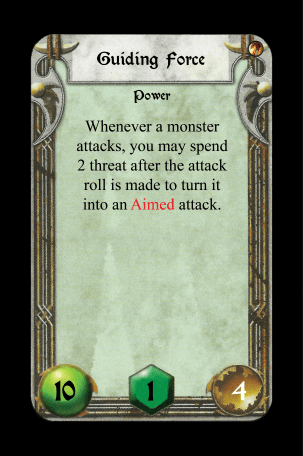 Guiding Force
Power
Whenever a monster
attacks, you may spend
2 threat after the attack
roll is made to turn it
into an Aimed attack.
10 1 4